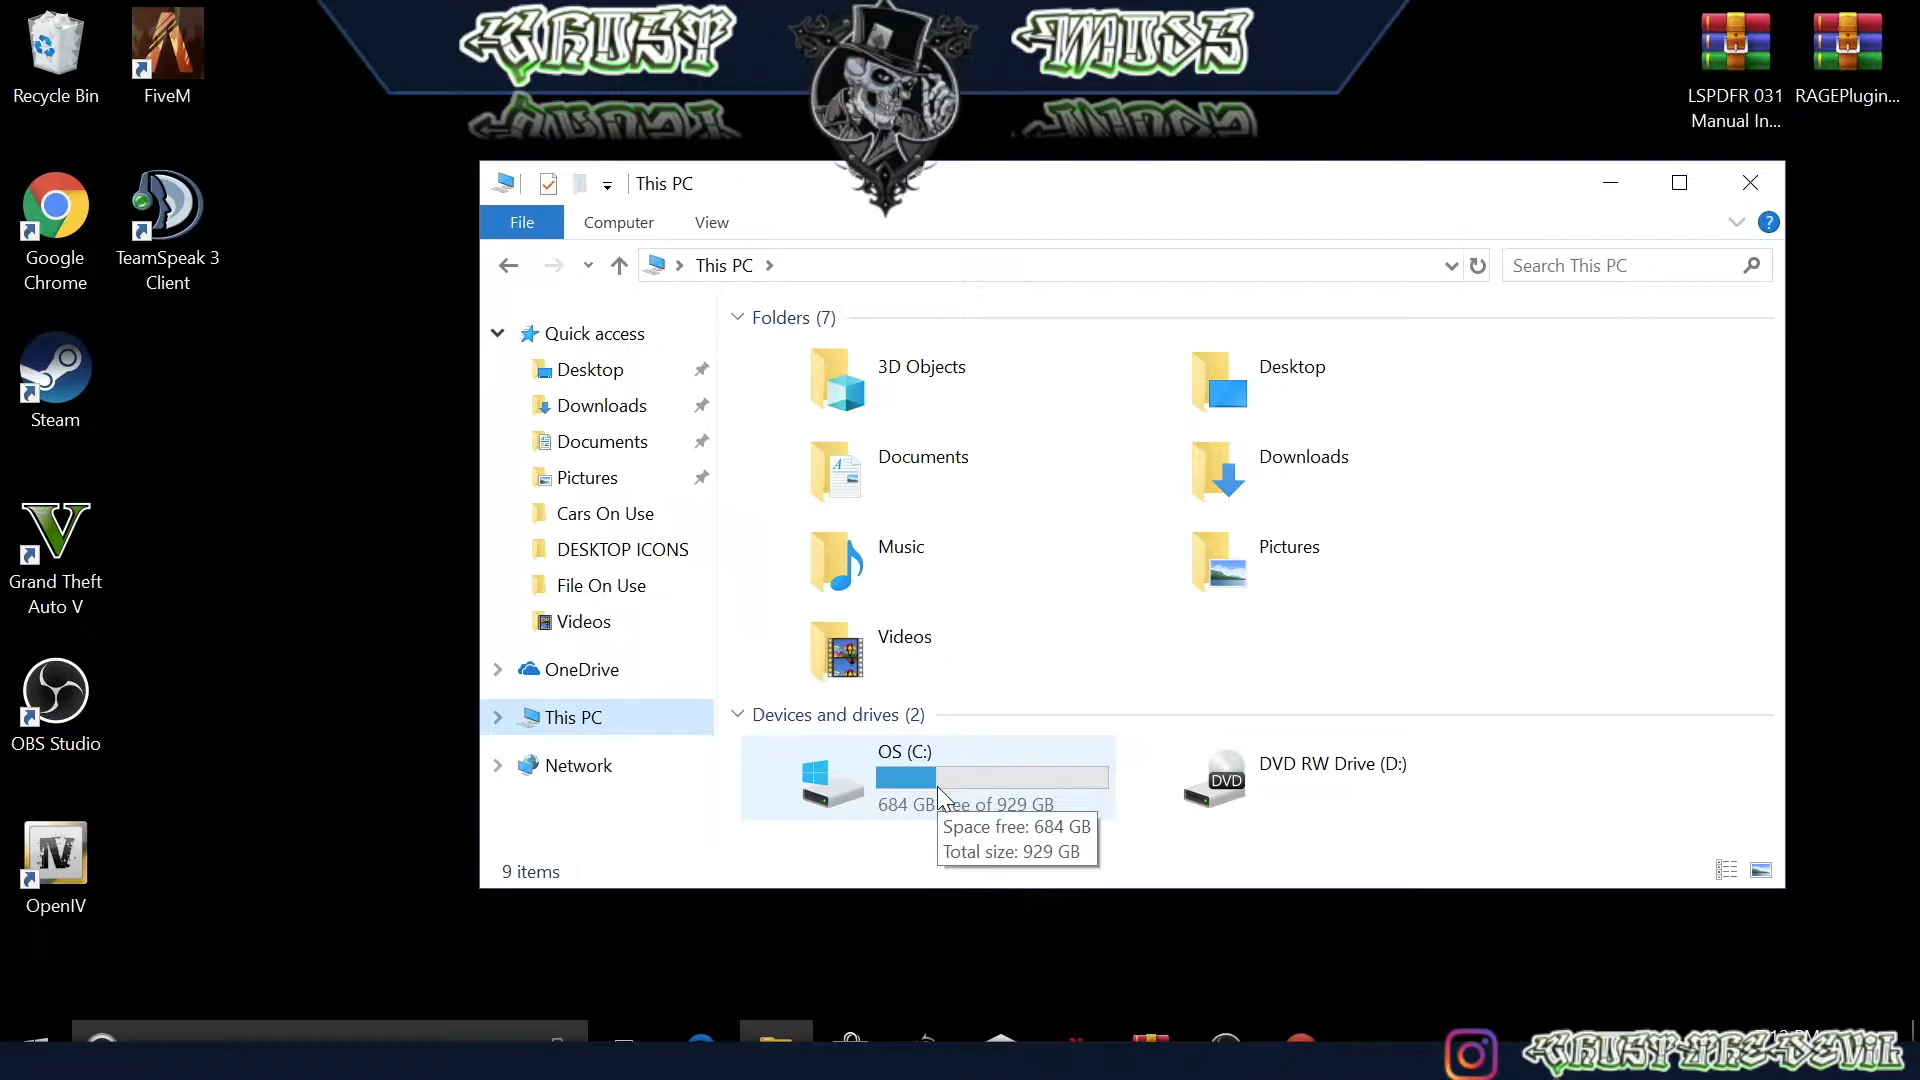 Recycle Bin
FiveM
LSPDFR 031
Manual In...
RAGEPlugin...
Google
Chrome
TeamSpeak 3
Client
Steam
Grand Theft
Auto V
OBS Studio
OpenIV
This PC
File
Computer
View
This PC
Search This PC
Quick access
Desktop
Downloads
Documents
Pictures
Cars On Use
DESKTOP ICONS
File On Use
Videos
OneDrive
This PC
Network
Folders (7)
3D Objects
Desktop
Documents
Downloads
Music
Pictures
Videos
Devices and drives (2)
OS (C:)
684 GB free of 929 GB
Space free: 684 GB
Total size: 929 GB
DVD
DVD RW Drive (D:)
9 items